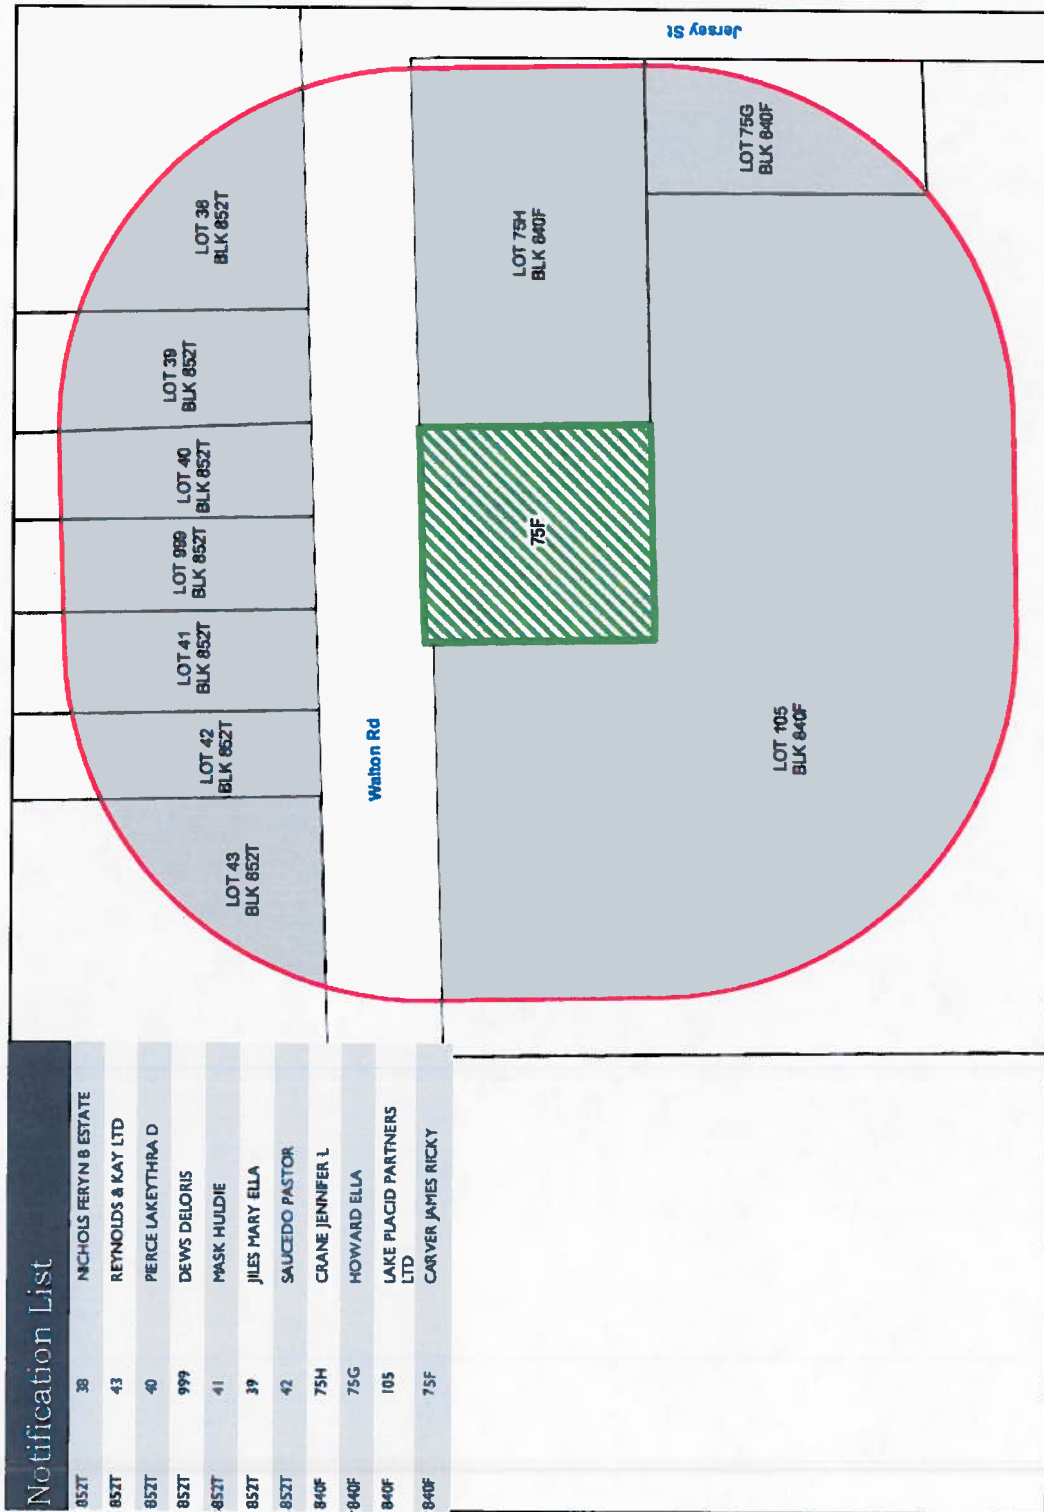 Notification List
852T 38 NICHOLS FERYN B ESTATE
852T 43 REYNOLDS & KAY LTD
852T 40 PIERCE LAKEYTHRA D
852T 999 DEWS DELORIS
852T 41 MASK HULDIE
852T 39 JILES MARY ELLA
852T 42 SAUCEDO PASTOR
840F 75H CRANE JENNIFER L
840F 75G HOWARD ELLA
840F 105 LAKE PLACID PARTNERS
LTD
840F 75F CARVER JAMES RICKY
LOT 43
BLK 852T
LOT 42
BLK 852T
LOT 41
BLK 852T
LOT 999
BLK 852T
LOT 40
BLK 852T
LOT 39
BLK 852T
LOT 38
BLK 852T
Walton Rd
Jersey St
75F
LOT 75H
BLK 840F
LOT 75G
BLK 840F
LOT 105
BLK 840F